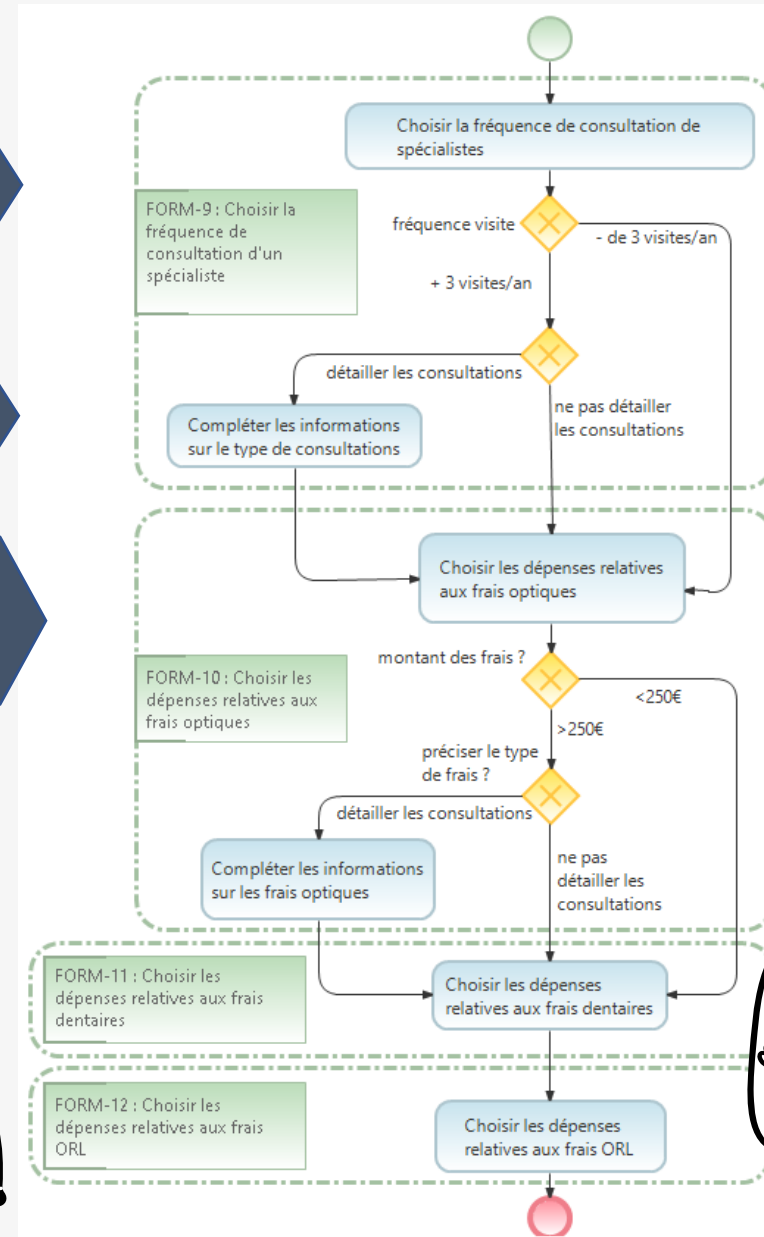 Choisir la fréquence de consultation de
spécialistes
FORM-9 : Choisir la
fréquence de
consultation d'un
spécialiste
fréquence visite
- de 3 visites/an
+ 3 visites/an
détailler les consultations
ne pas détailler
les consultations
Compléter les informations
sur le type de consultations
Choisir les dépenses relatives
aux frais optiques
montant des frais ?
FORM-10 : Choisir les
dépenses relatives aux
frais optiques
<250€
>250€
préciser le type
de frais ?
détailler les consultations
Compléter les informations
sur les frais optiques
ne pas
détailler les
consultations
FORM-11 : Choisir les
dépenses relatives aux frais
dentaires
Choisir les dépenses
relatives aux frais dentaires
FORM-12 : Choisir les
dépenses relatives aux frais
ORL
Choisir les dépenses
relatives aux frais ORL